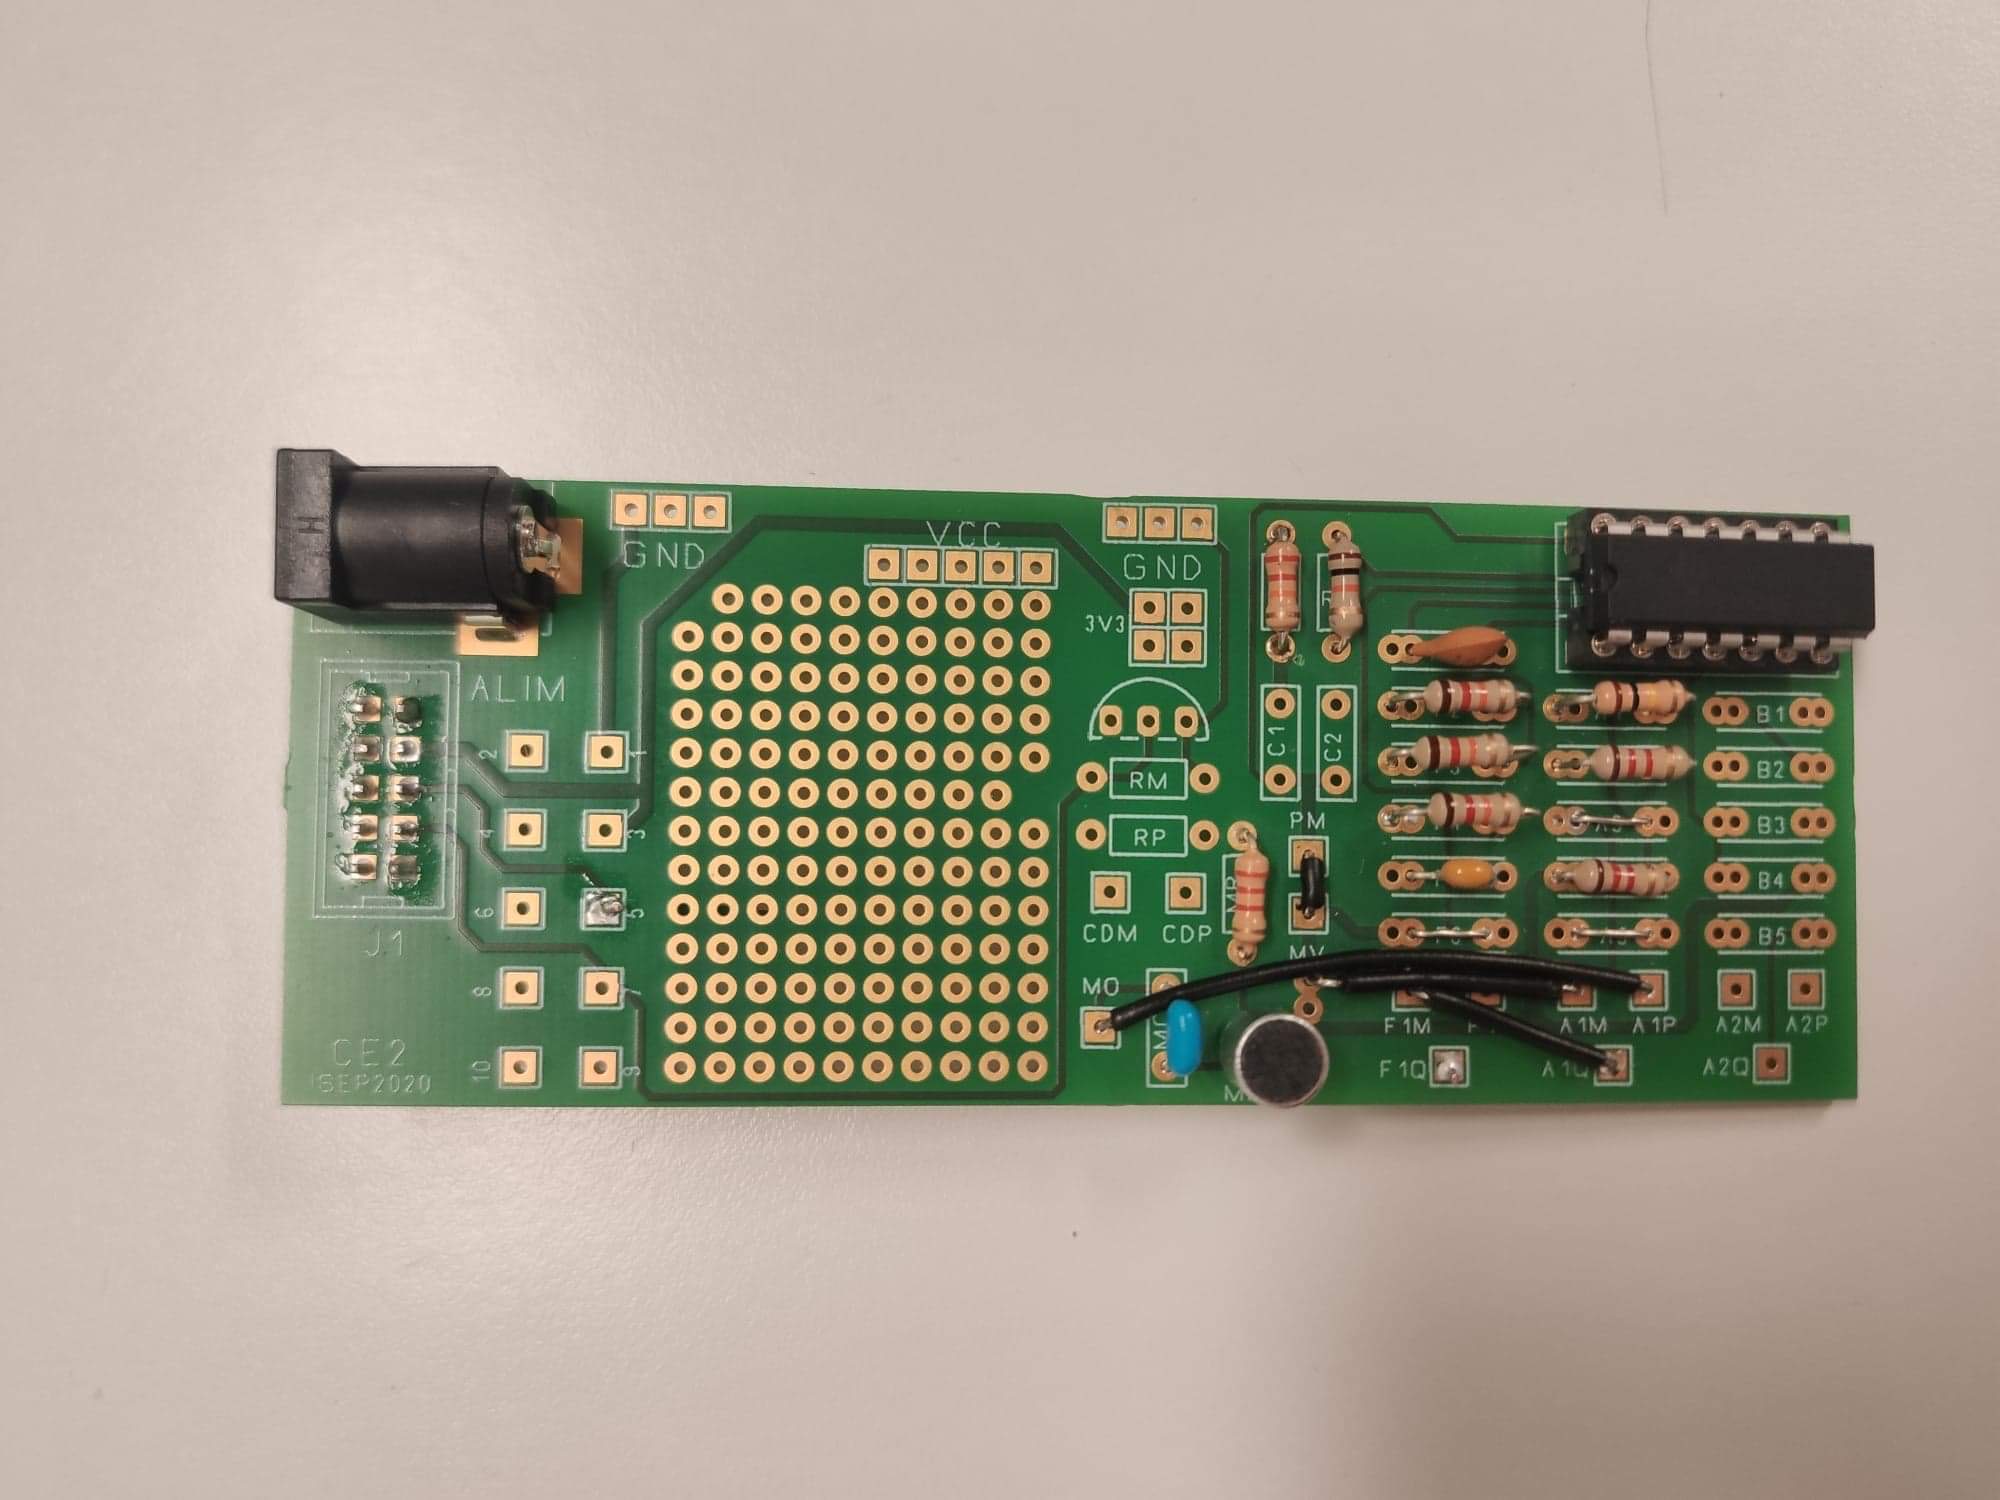 GND
VCC
GND
3V3
ALIM
C1
C2
RM
B1
2
1
B2
RP
PM
B3
4
3
B4
6
5
CDM
CDP
MR
B5
J1
MV
8
7
MO
F1M
A1M
A1P
A2M
A2P
CE2
ISEP2020
10
9
F1Q
A1Q
A2Q